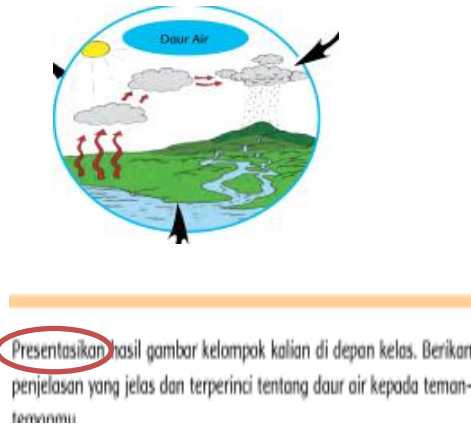 Daur Air
Presentasikan hasil gambar kelompok kalian di depan kelas. Berikan
penjelasan yang jelas dan terperinci tentang daur air kepada teman-
temanmu